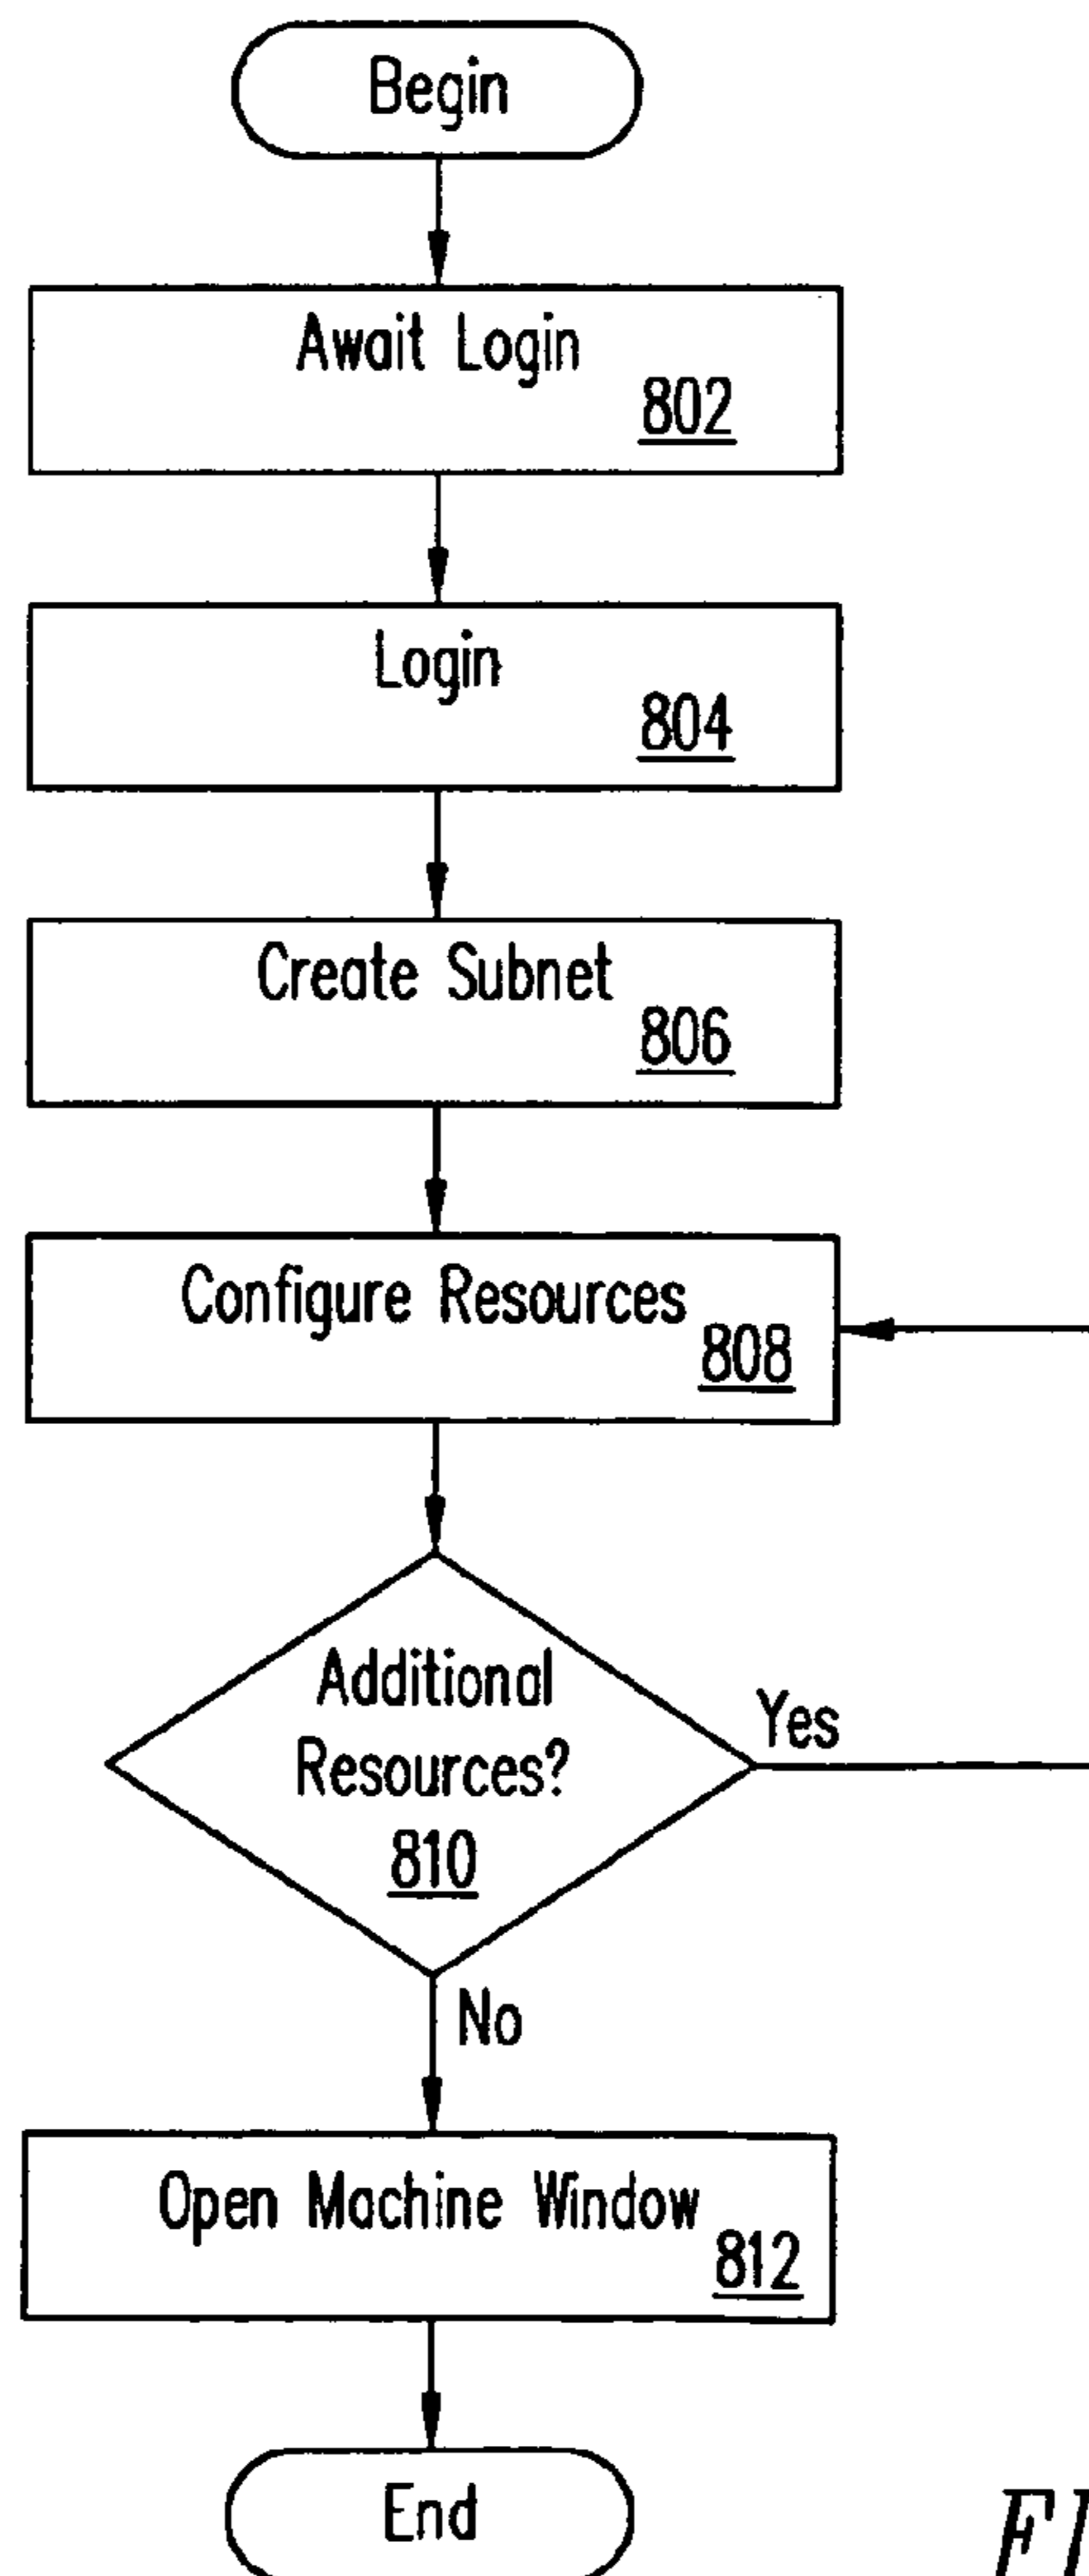 Begin
Await Login
802
Login
804
Create Subnet
806
Configure Resources
808
Additional
Resources?
810
Yes
No
Open Machine Window
812
End